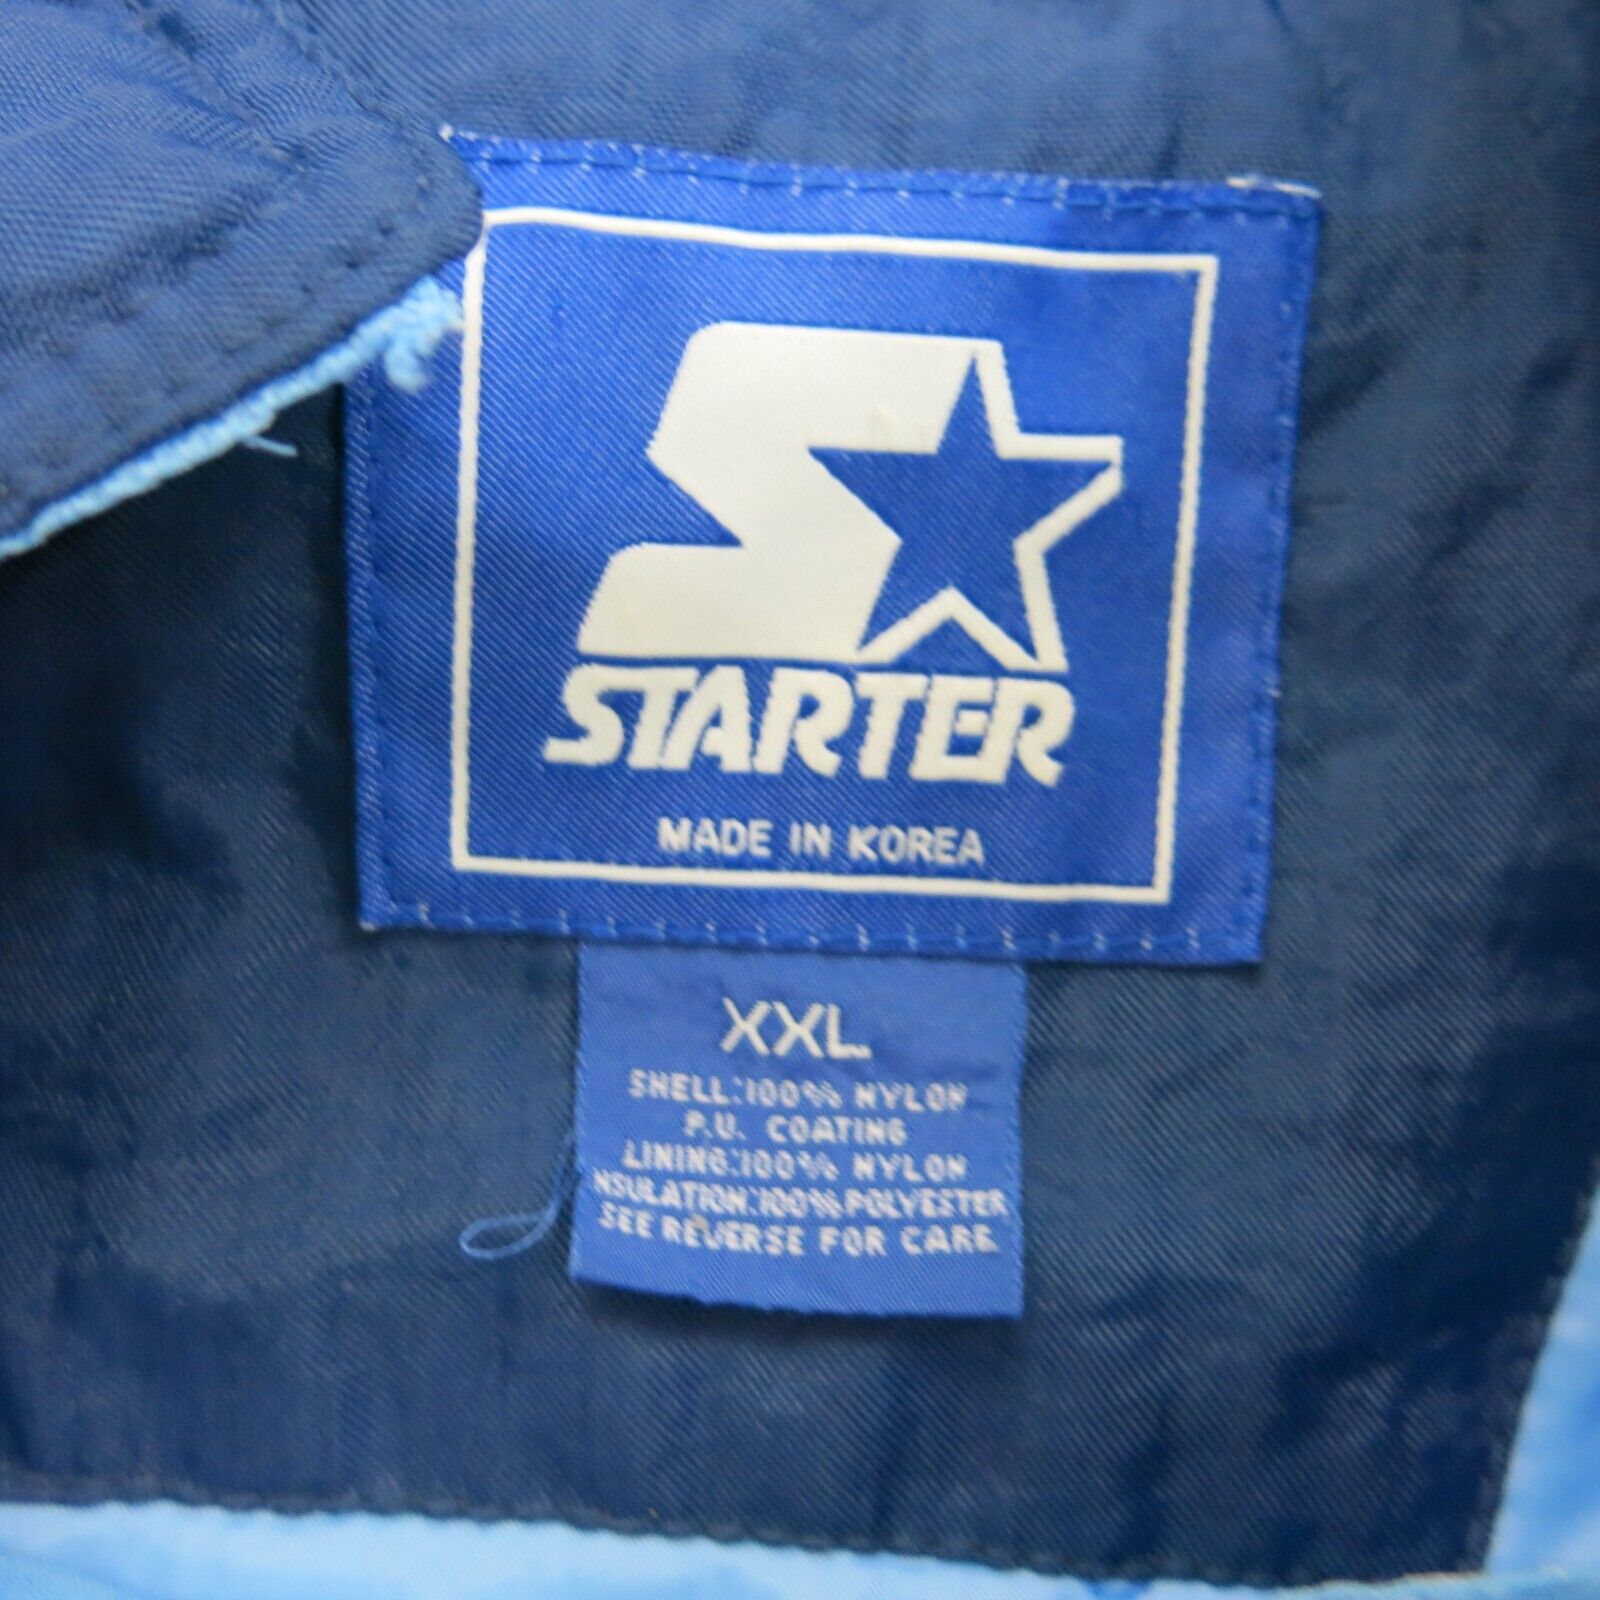 STARTER
MADE IN KOREA
XXL
SHELL:100% NYLON
P.U. COATING
LINING:100% NYLON
INSULATION:100% POLYESTER
SEE REVERSE FOR CARE